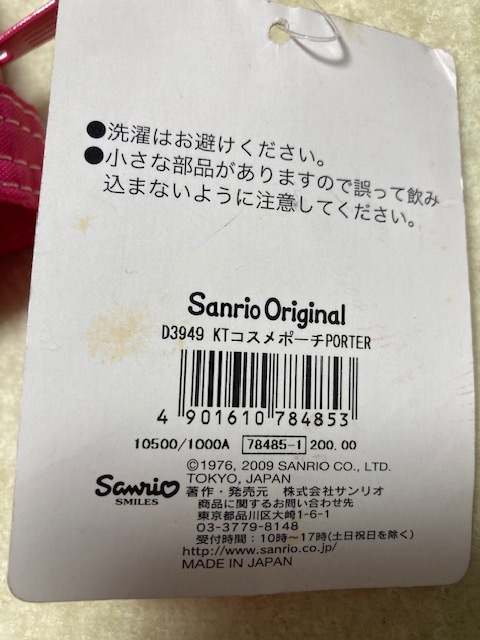 ●洗濯はお避けください。
●小さな部品がありますので誤って飲み
込まないように注意してください。
Sanrio Original
D3949 KTコスメポーチPORTER
4 901610 784853
10500/1000A 78485-1 200.00
©1976, 2009 SANRIO CO., LTD.
TOKYO, JAPAN
Sanrio
SMILES
著作・発売元 株式会社サンリオ
商品に関するお問い合わせ先
東京都品川区大崎1-6-1
03-3779-8148
受付時間：10時〜17時(土日祝日を除く)
http://www.sanrio.co.jp/
MADE IN JAPAN